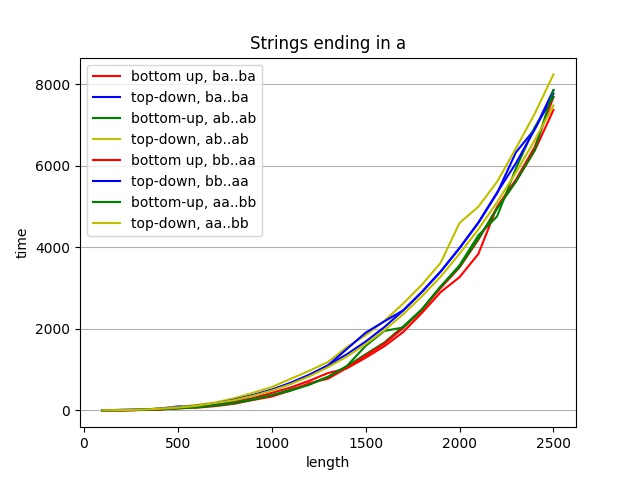 Strings ending in a
bottom up, ba..ba
top-down, ba..ba
bottom-up, ab..ab
top-down, ab..ab
bottom up, bb..aa
top-down, bb..aa
bottom-up, aa..bb
top-down, aa..bb
8000
6000
4000
2000
0
time
0 500 1000 1500 2000 2500
length